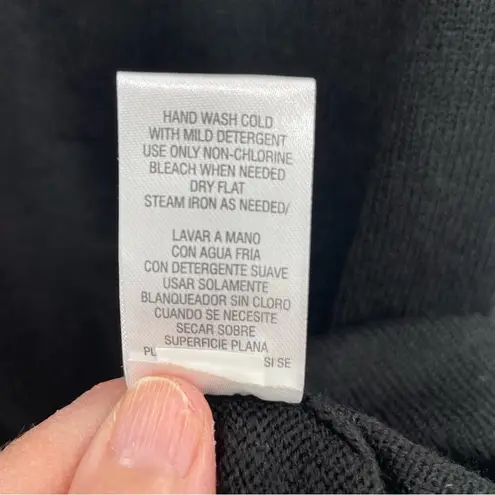 HAND WASH COLD
WITH MILD DETERGENT
USE ONLY NON-CHLORINE
BLEACH WHEN NEEDED
DRY FLAT
STEAM IRON AS NEEDED/
LAVAR A MANO
CON AGUA FRIA
CON DETERGENTE SUAVE
USAR SOLAMENTE
BLANQUEADOR SIN CLORO
CUANDO SE NECESITE
SECAR SOBRE
SUPERFICIE PLANA
SI SE